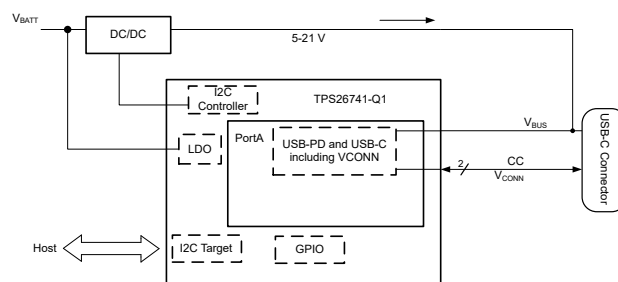 VBATT
DC/DC
5-21 V
I2C
Controller
TPS26741-Q1
LDO
PortA
USB-PD and USB-C
including VCONN
VBUS
2
CC
VCONN
USB-C Connector
Host
I2C Target
GPIO